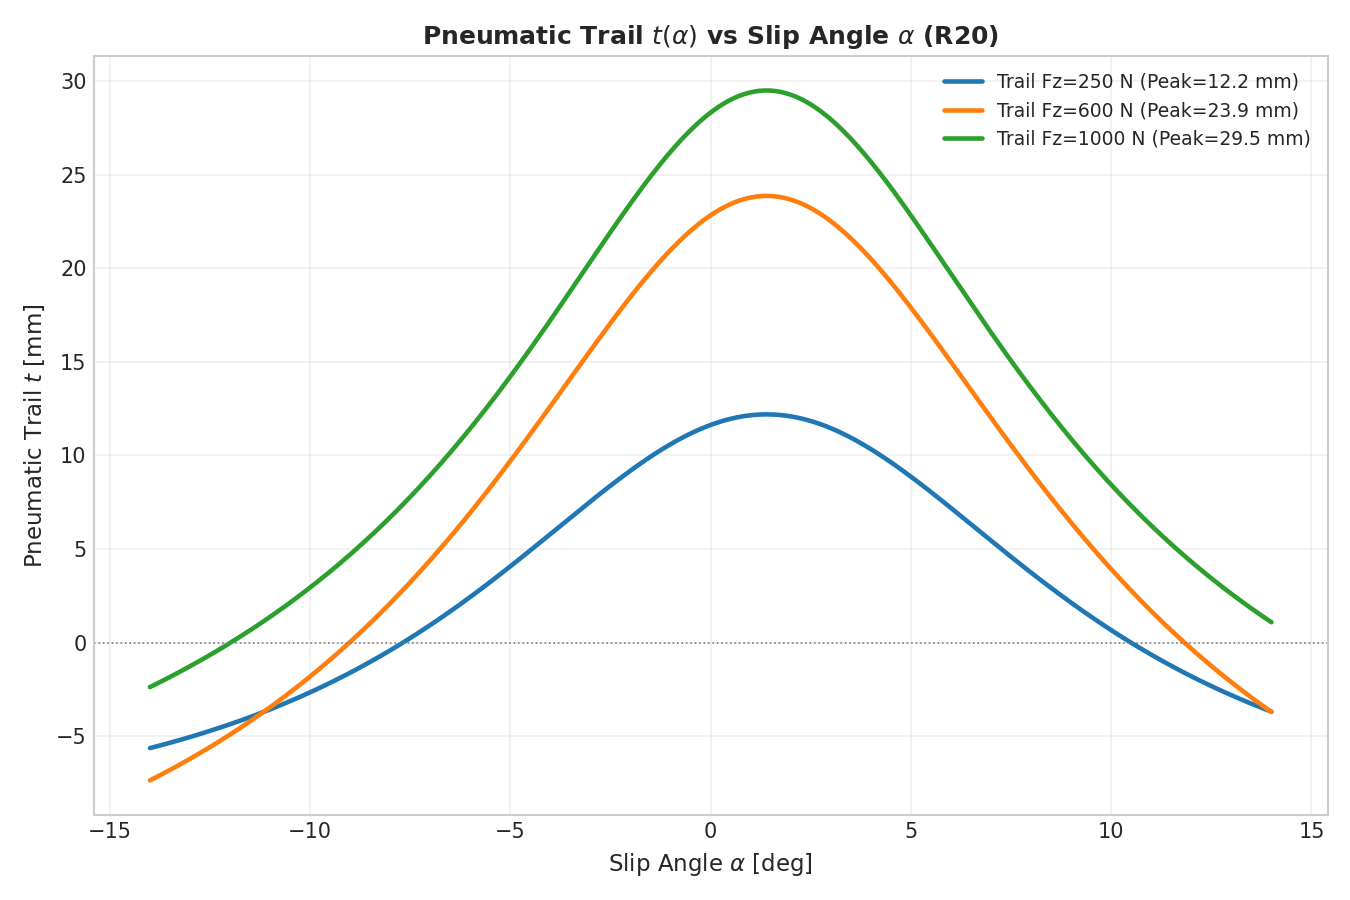 Pneumatic Trail t(α) vs Slip Angle α (R20)
Trail Fz=250 N (Peak=12.2 mm)
Trail Fz=600 N (Peak=23.9 mm)
Trail Fz=1000 N (Peak=29.5 mm)
Pneumatic Trail t [mm]
30
25
20
15
10
5
0
−5
−15 −10 −5 0 5 10 15
Slip Angle α [deg]